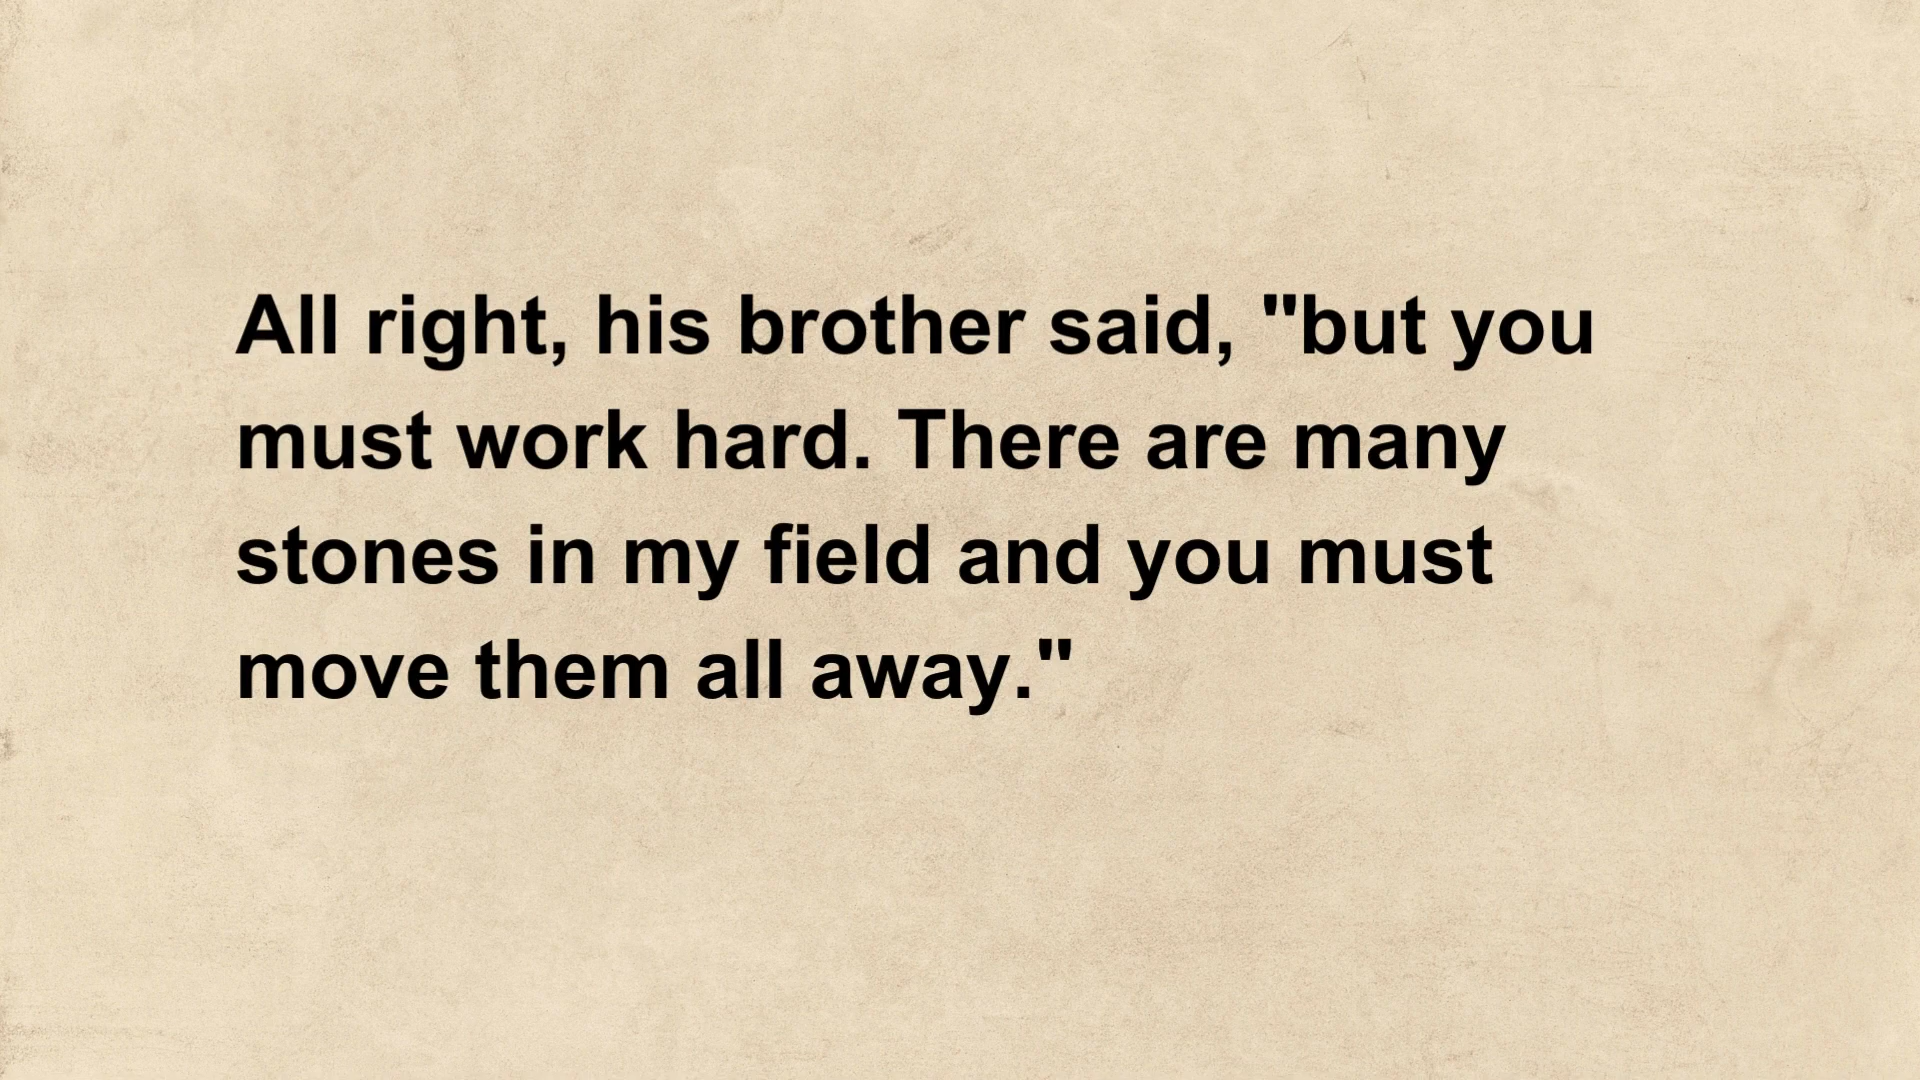 All right, his brother said, "but you
must work hard. There are many
stones in my field and you must
move them all away."